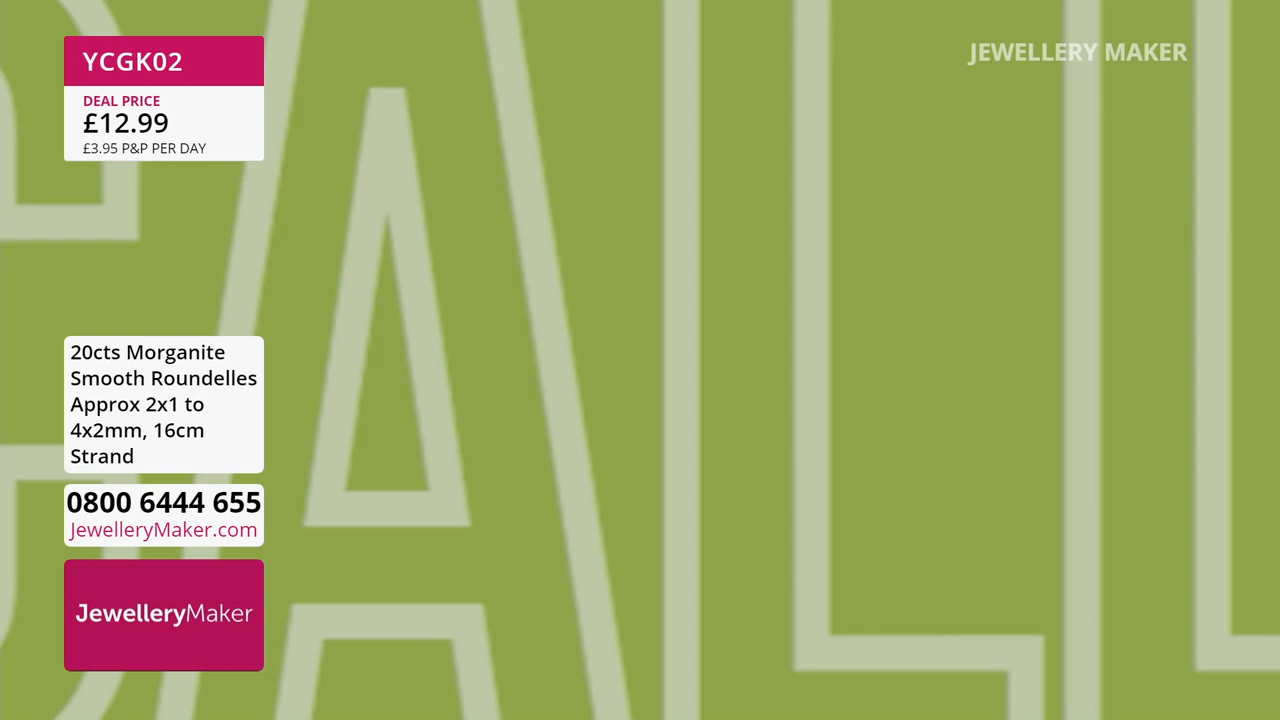 YCGK02
DEAL PRICE
£12.99
£3.95 P&P PER DAY
JEWELLERY MAKER
20cts Morganite
Smooth Roundelles
Approx 2x1 to
4x2mm, 16cm
Strand
0800 6444 655
JewelleryMaker.com
JewelleryMaker
CALL